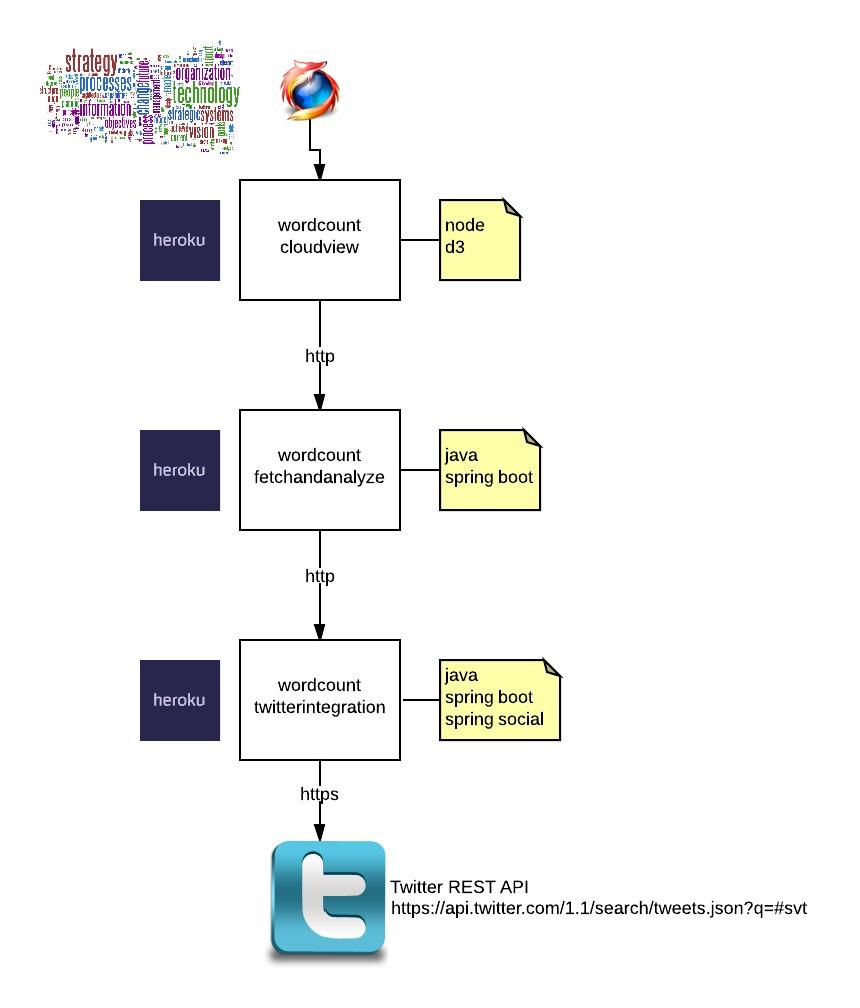 strategy
processes
organization
technology
information
objectives
change
process
strategic
systems
vision
people
heroku
wordcount
cloudview
node
d3
http
heroku
wordcount
fetchandanalyze
java
spring boot
http
heroku
wordcount
twitterintegration
java
spring boot
spring social
https
Twitter REST API
https://api.twitter.com/1.1/search/tweets.json?q=#svt